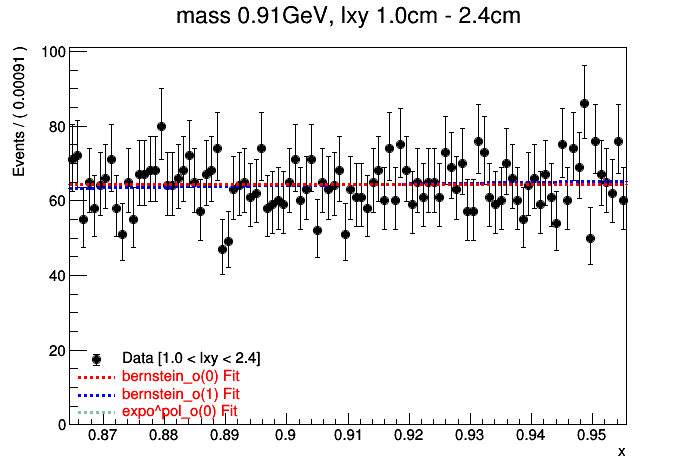 mass 0.91GeV, lxy 1.0cm - 2.4cm
Events / ( 0.00091 )
100
80
60
40
20
0
Data [1.0 < lxy < 2.4]
bernstein_o(0) Fit
bernstein_o(1) Fit
expo^pol_o(0) Fit
0.87 0.88 0.89 0.9 0.91 0.92 0.93 0.94 0.95
x